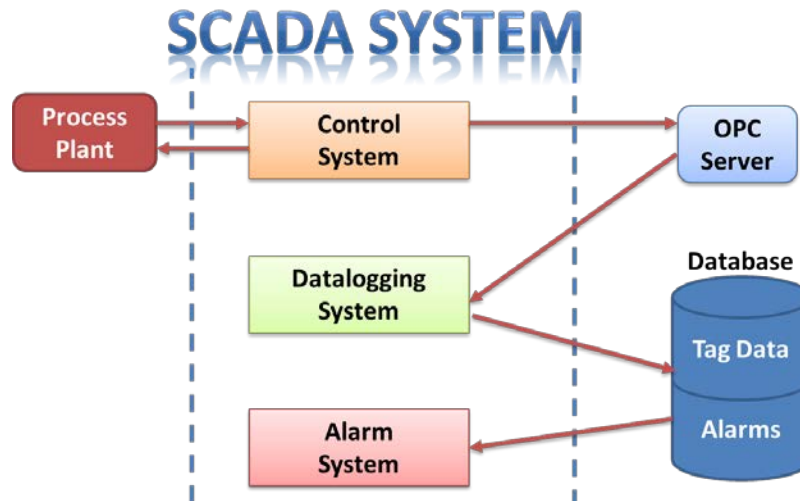 SCADA SYSTEM
Process
Plant
Control
System
OPC
Server
Datalogging
System
Database
Tag Data
Alarms
Alarm
System